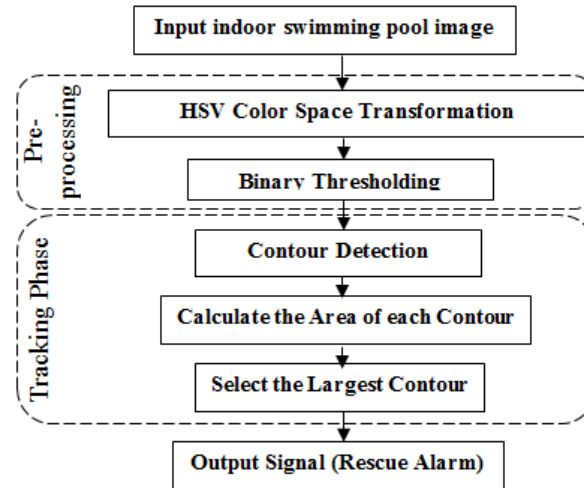 Input indoor swimming pool image
Pre-
processing
HSV Color Space Transformation
Binary Thresholding
Tracking Phase
Contour Detection
Calculate the Area of each Contour
Select the Largest Contour
Output Signal (Rescue Alarm)